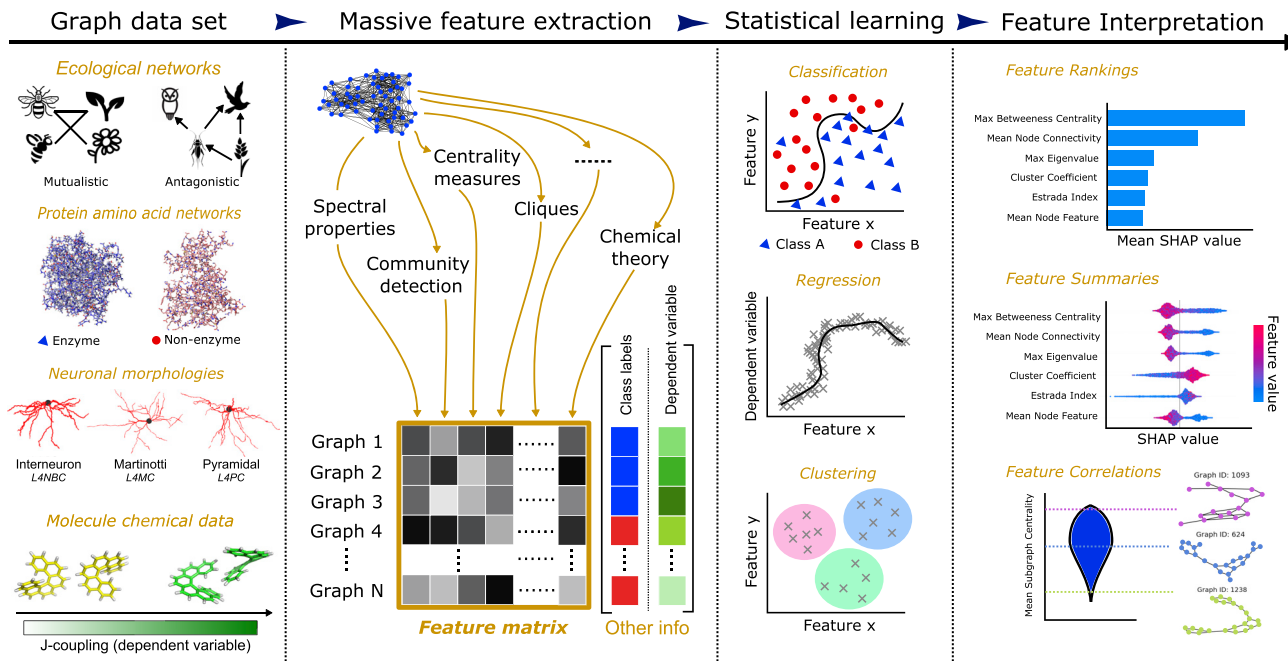 Graph data set
Massive feature extraction
Statistical learning
Feature Interpretation
Ecological networks
Mutualistic
Antagonistic
Protein amino acid networks
Enzyme
Non-enzyme
Neuronal morphologies
Interneuron
L4NBC
Martinotti
L4MC
Pyramidal
L4PC
Molecule chemical data
J-coupling (dependent variable)
Spectral
properties
Community
detection
Centrality
measures
Cliques
......
Chemical
theory
Class labels
Dependent variable
Graph 1
Graph 2
Graph 3
Graph 4
Graph N
Feature matrix
Other info
Classification
Feature y
Feature x
Class A
Class B
Regression
Dependent variable
Feature x
Clustering
Feature y
Feature x
Feature Rankings
Max Betweeness Centrality
Mean Node Connectivity
Max Eigenvalue
Cluster Coefficient
Estrada Index
Mean Node Feature
Mean SHAP value
Feature Summaries
Max Betweeness Centrality
Mean Node Connectivity
Max Eigenvalue
Cluster Coefficient
Estrada Index
Mean Node Feature
SHAP value
Feature value
Feature Correlations
Mean Subgraph Centrality
Graph ID: 1093
Graph ID: 624
Graph ID: 1238